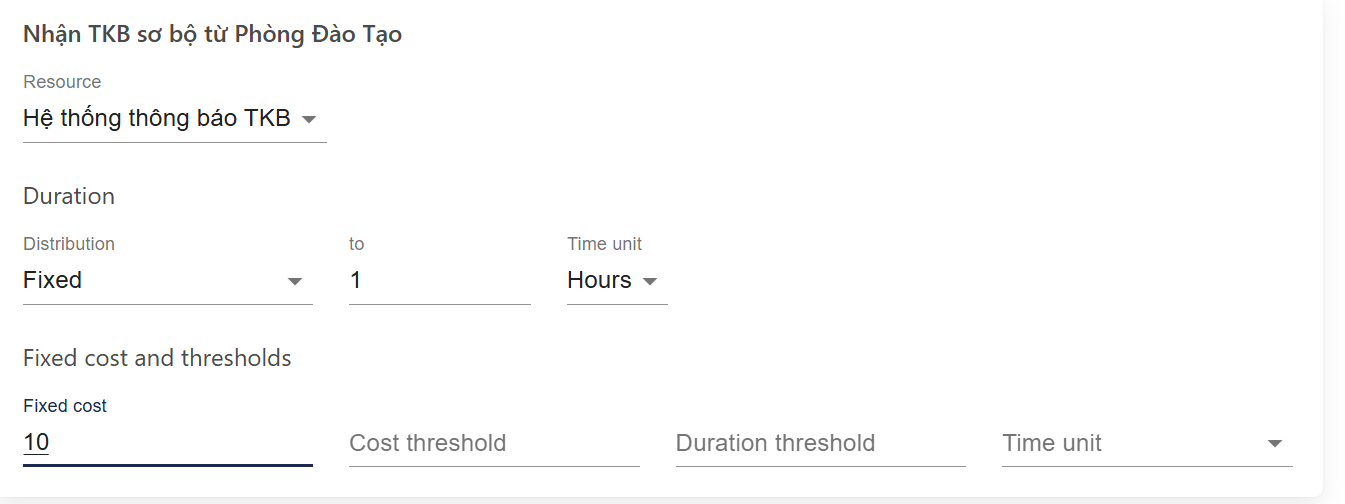 Nhận TKB sơ bộ từ Phòng Đào Tạo
Resource
Hệ thống thông báo TKB
Duration
Distribution to Time unit
Fixed 1 Hours
Fixed cost and thresholds
Fixed cost
10 Cost threshold Duration threshold Time unit